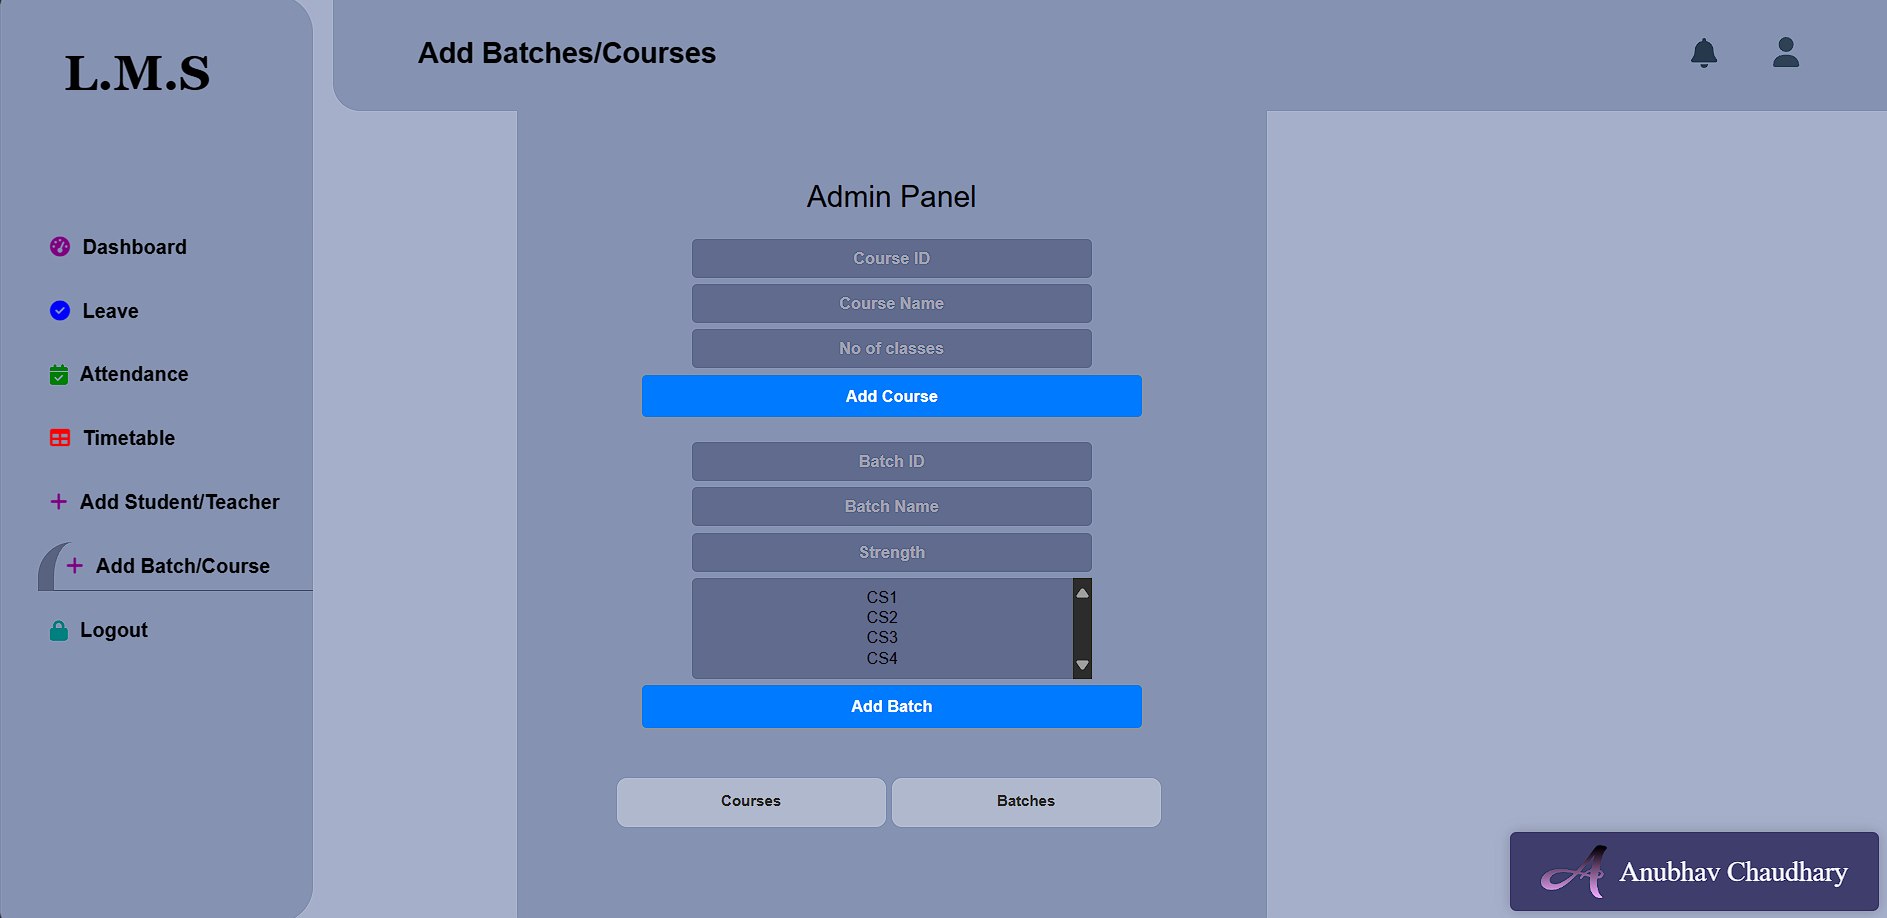 L.M.S
Dashboard
Leave
Attendance
Timetable
Add Student/Teacher
Add Batch/Course
Logout
Add Batches/Courses
Admin Panel
Course ID
Course Name
No of classes
Add Course
Batch ID
Batch Name
Strength
CS1
CS2
CS3
CS4
Add Batch
Courses
Batches
A Anubhav Chaudhary